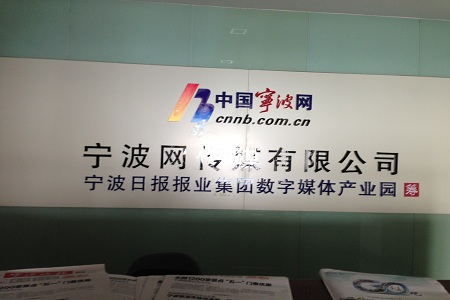 中国宁波网
cnnb.com.cn
宁波网传媒有限公司
宁波日报报业集团数字媒体产业园 筹